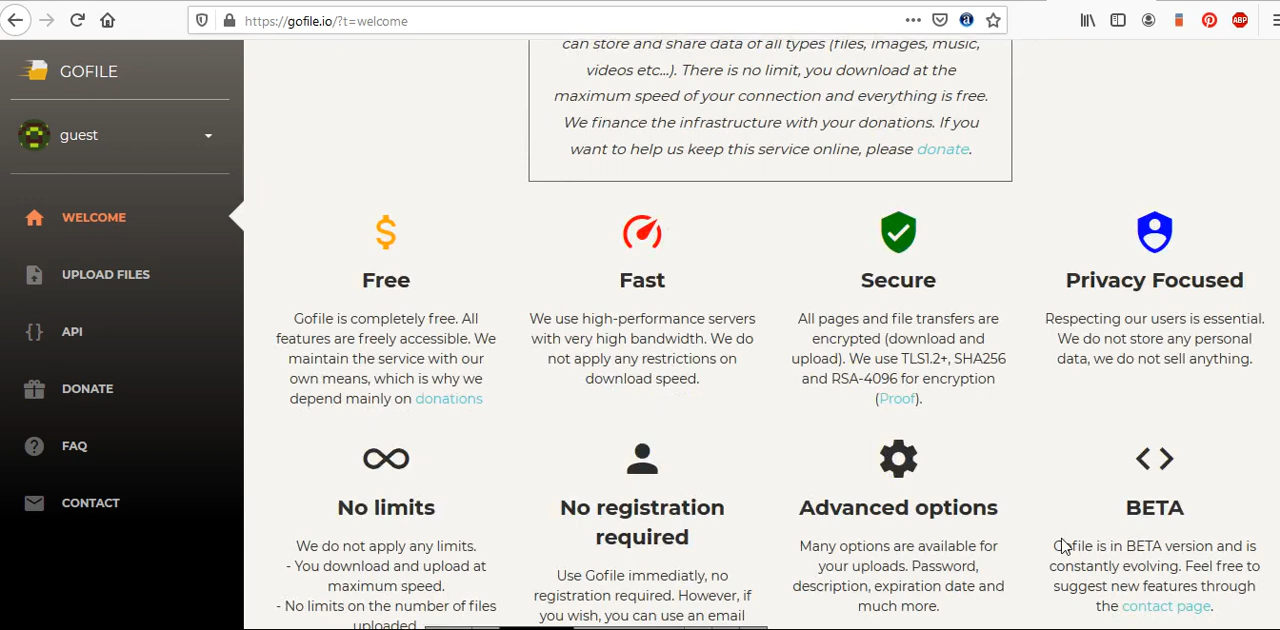 https://gofile.io/?t=welcome
ABP
GOFILE
guest
WELCOME
UPLOAD FILES
API
DONATE
FAQ
CONTACT
can store and share data of all types (files, images, music,
videos etc...). There is no limit, you download at the
maximum speed of your connection and everything is free.
We finance the infrastructure with your donations. If you
want to help us keep this service online, please donate.
Free
Gofile is completely free. All
features are freely accessible. We
maintain the service with our
own means, which is why we
depend mainly on donations
Fast
We use high-performance servers
with very high bandwidth. We do
not apply any restrictions on
download speed.
Secure
All pages and file transfers are
encrypted (download and
upload). We use TLS1.2+, SHA256
and RSA-4096 for encryption
(Proof).
Privacy Focused
Respecting our users is essential.
We do not store any personal
data, we do not sell anything.
No limits
We do not apply any limits.
- You download and upload at
maximum speed.
- No limits on the number of files
uploaded
No registration
required
Use Gofile immediately, no
registration required. However, if
you wish, you can use an email
Advanced options
Many options are available for
your uploads. Password,
description, expiration date and
much more.
BETA
Gofile is in BETA version and is
constantly evolving. Feel free to
suggest new features through
the contact page.